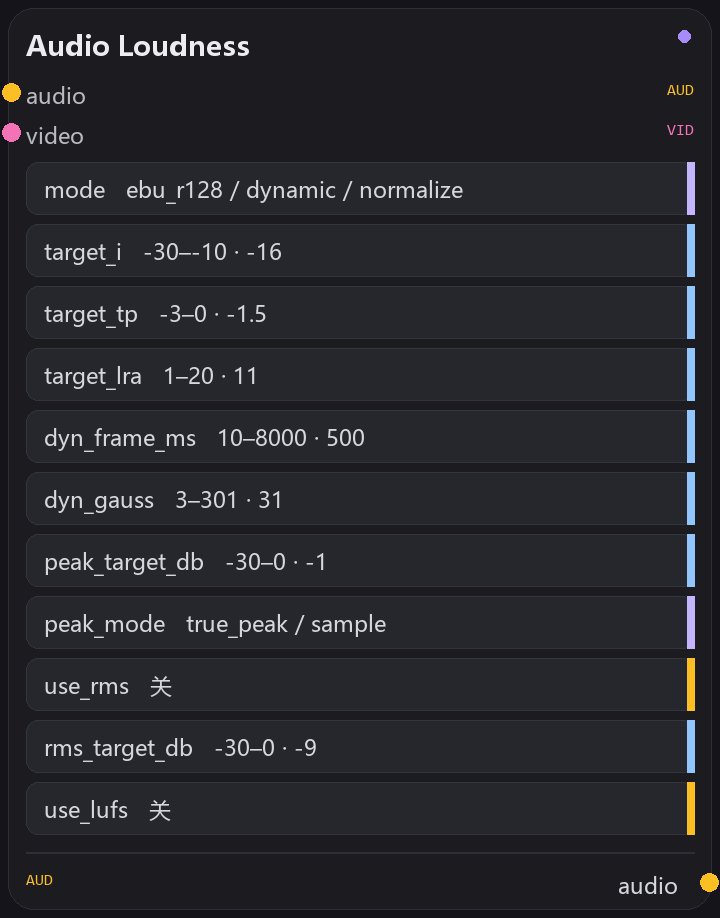 Audio Loudness
audio AUD
video VID
mode ebu_r128 / dynamic / normalize
target_i -30–-10 · -16
target_tp -3–0 · -1.5
target_lra 1–20 · 11
dyn_frame_ms 10–8000 · 500
dyn_gauss 3–301 · 31
peak_target_db -30–0 · -1
peak_mode true_peak / sample
use_rms 关
rms_target_db -30–0 · -9
use_lufs 关
AUD audio